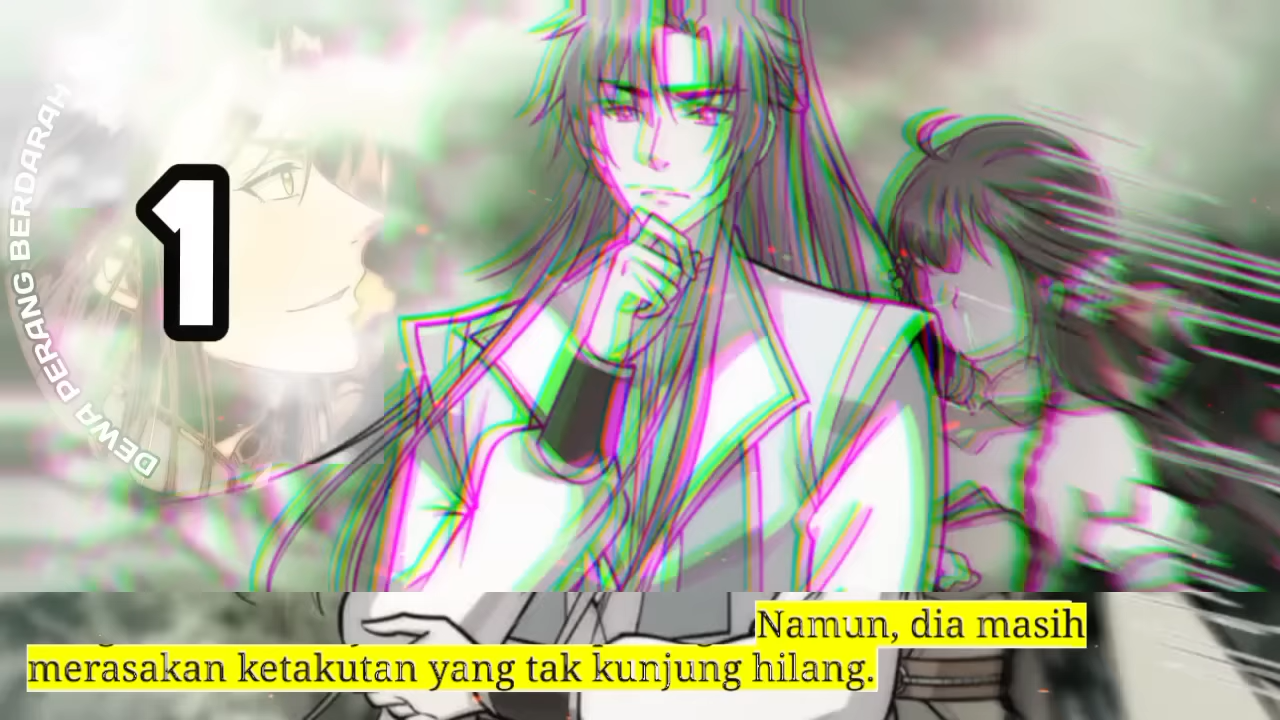 DEWA PERANG BERDARAH
1
Namun, dia masih
merasakan ketakutan yang tak kunjung hilang.